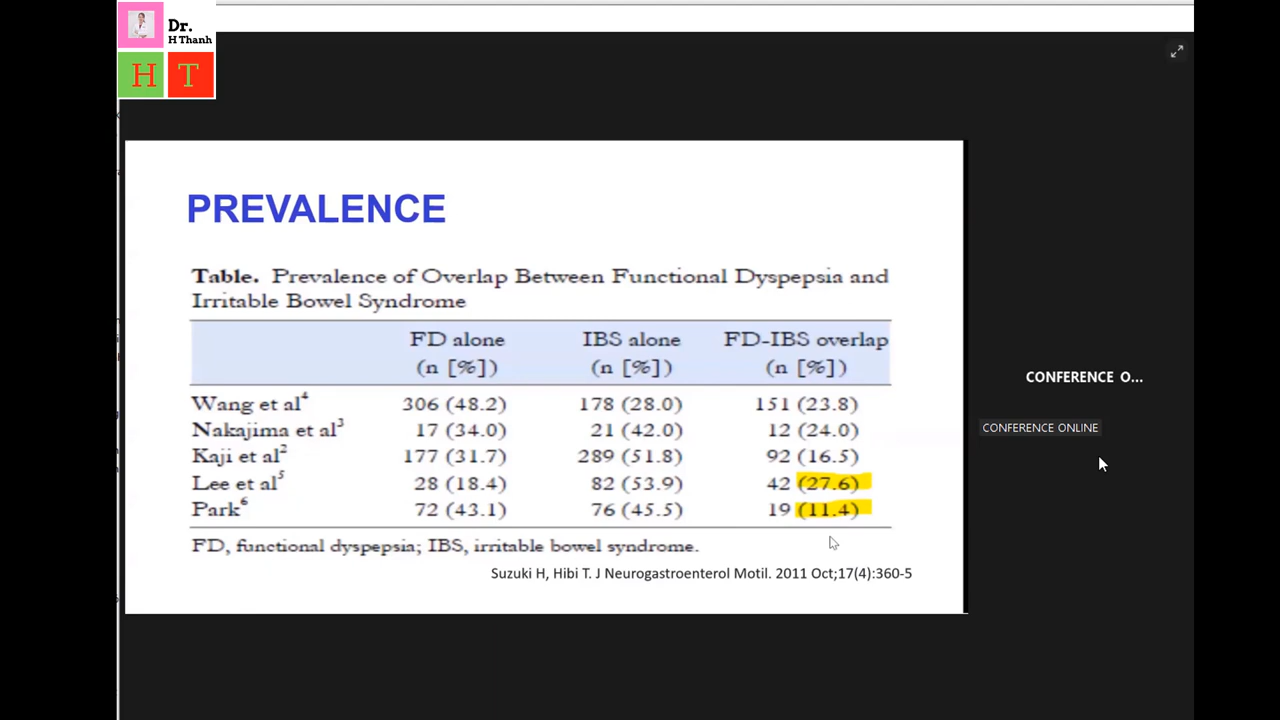 Dr.
H Thanh
H T
PREVALENCE
Table. Prevalence of Overlap Between Functional Dyspepsia and
Irritable Bowel Syndrome
FD alone IBS alone FD-IBS overlap
(n [%]) (n [%]) (n [%])
Wang et al4 306 (48.2) 178 (28.0) 151 (23.8)
Nakajima et al3 17 (34.0) 21 (42.0) 12 (24.0)
Kaji et al2 177 (31.7) 289 (51.8) 92 (16.5)
Lee et al5 28 (18.4) 82 (53.9) 42 (27.6)
Park6 72 (43.1) 76 (45.5) 19 (11.4)
FD, functional dyspepsia; IBS, irritable bowel syndrome.
Suzuki H, Hibi T. J Neurogastroenterol Motil. 2011 Oct;17(4):360-5
CONFERENCE O...
CONFERENCE ONLINE